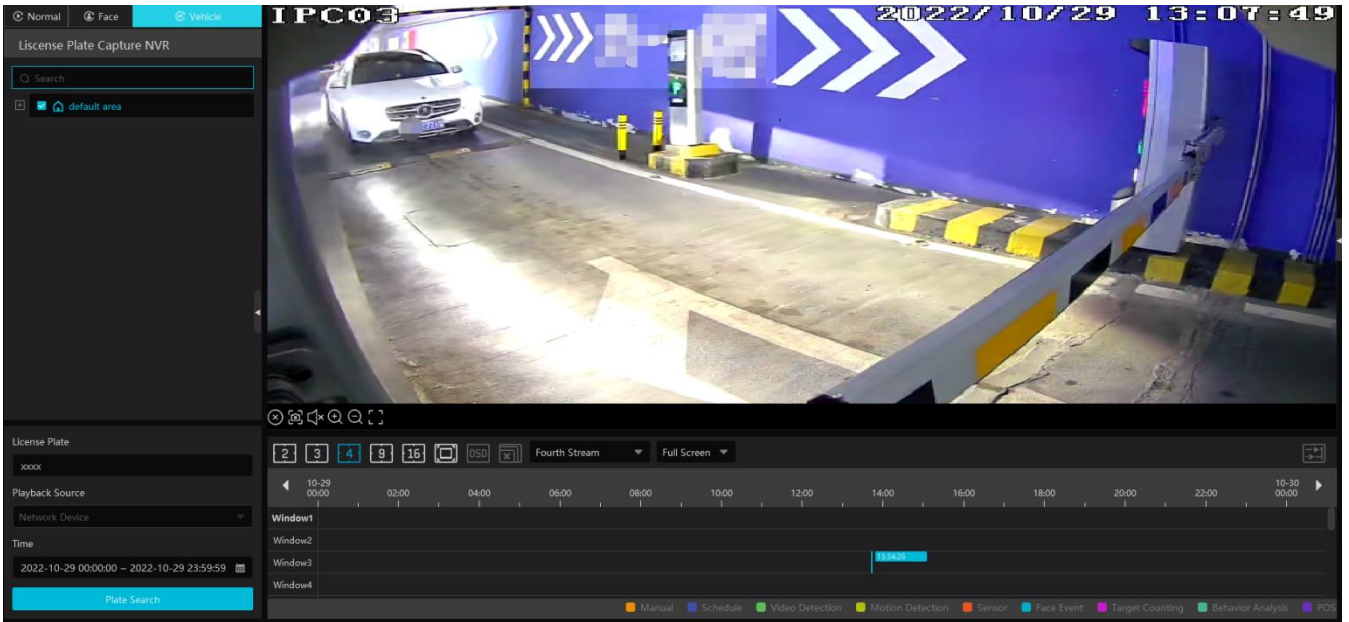 Normal
Face
Vehicle
Liscense Plate Capture NVR
Search
default area
IPC03
2022/10/29 13:07:49
License Plate
xxxx
Playback Source
Network Device
Time
2022-10-29 00:00:00 ~ 2022-10-29 23:59:59
Plate Search
2 3 4 9 16 OSD Fourth Stream Full Screen
10-29 10-30
00:00 02:00 04:00 06:00 08:00 10:00 12:00 14:00 16:00 18:00 20:00 22:00 00:00
Window1
Window2
Window3 13:34:26
Window4
Manual Schedule Video Detection Motion Detection Sensor Face Event Target Counting Behavior Analysis POS